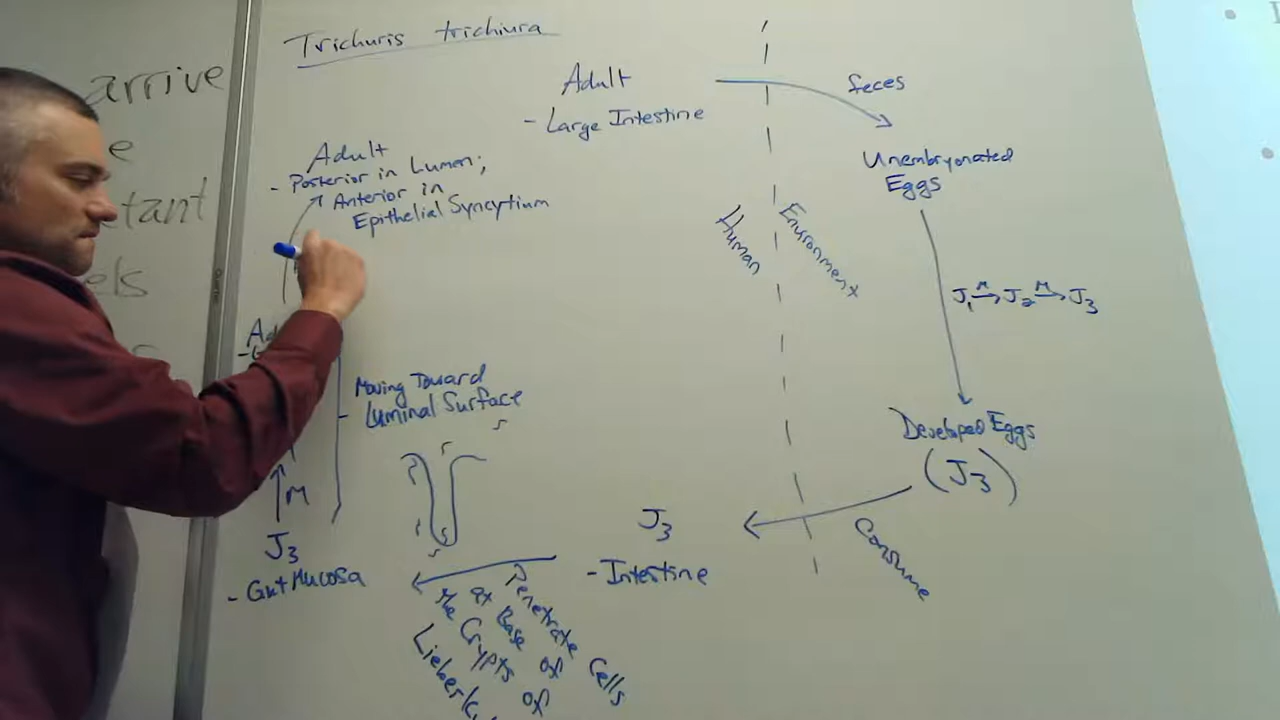 Trichuris trichiura
arrive
e
tant
els
Adult
- Large Intestine
feces
Unembryonated
Eggs
Human
Environment
J1 M→ J2 M→ J3
Developed Eggs
(J3)
Consume
J3
- Intestine
Penetrate Cells
at Base of
the Crypts of
J3
- Gut Mucosa
M
Moving Toward
Luminal Surface
Adult
- Posterior in Lumen;
Anterior in
Epithelial Syncytium